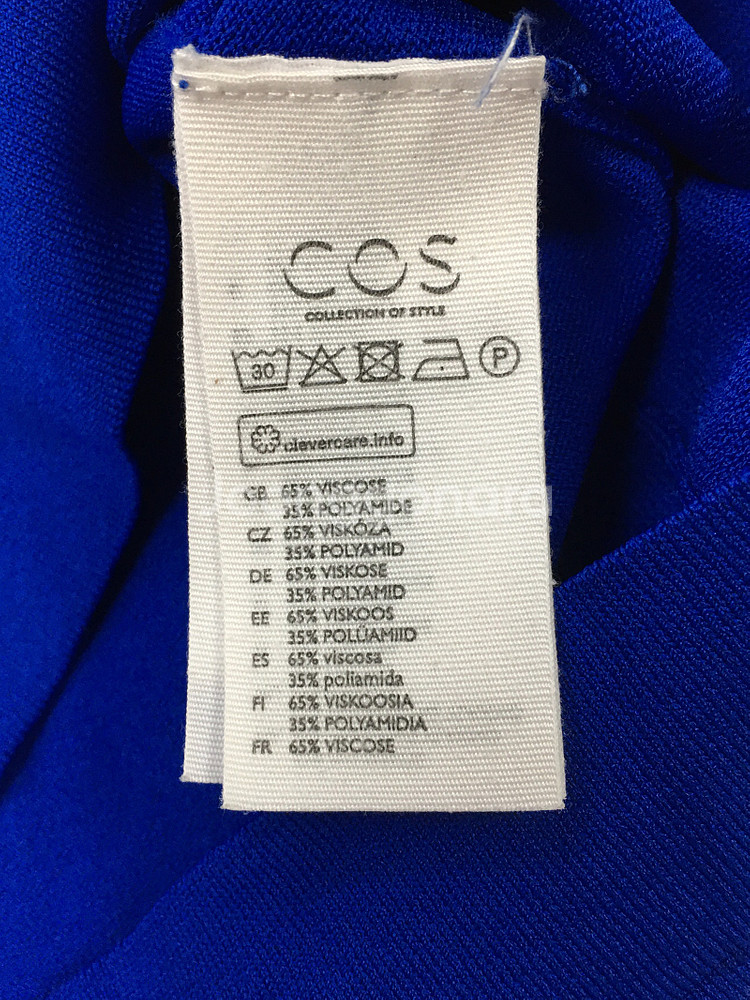 COS
COLLECTION OF STYLE
30 P
clevercare.info
GB 65% VISCOSE
35% POLYAMIDE
CZ 65% VISKÓZA
35% POLYAMID
DE 65% VISKOSE
35% POLYAMID
EE 65% VISKOOS
35% POLÜAMIID
ES 65% viscosa
35% poliamida
FI 65% VISKOOSIA
35% POLYAMIDIA
FR 65% VISCOSE